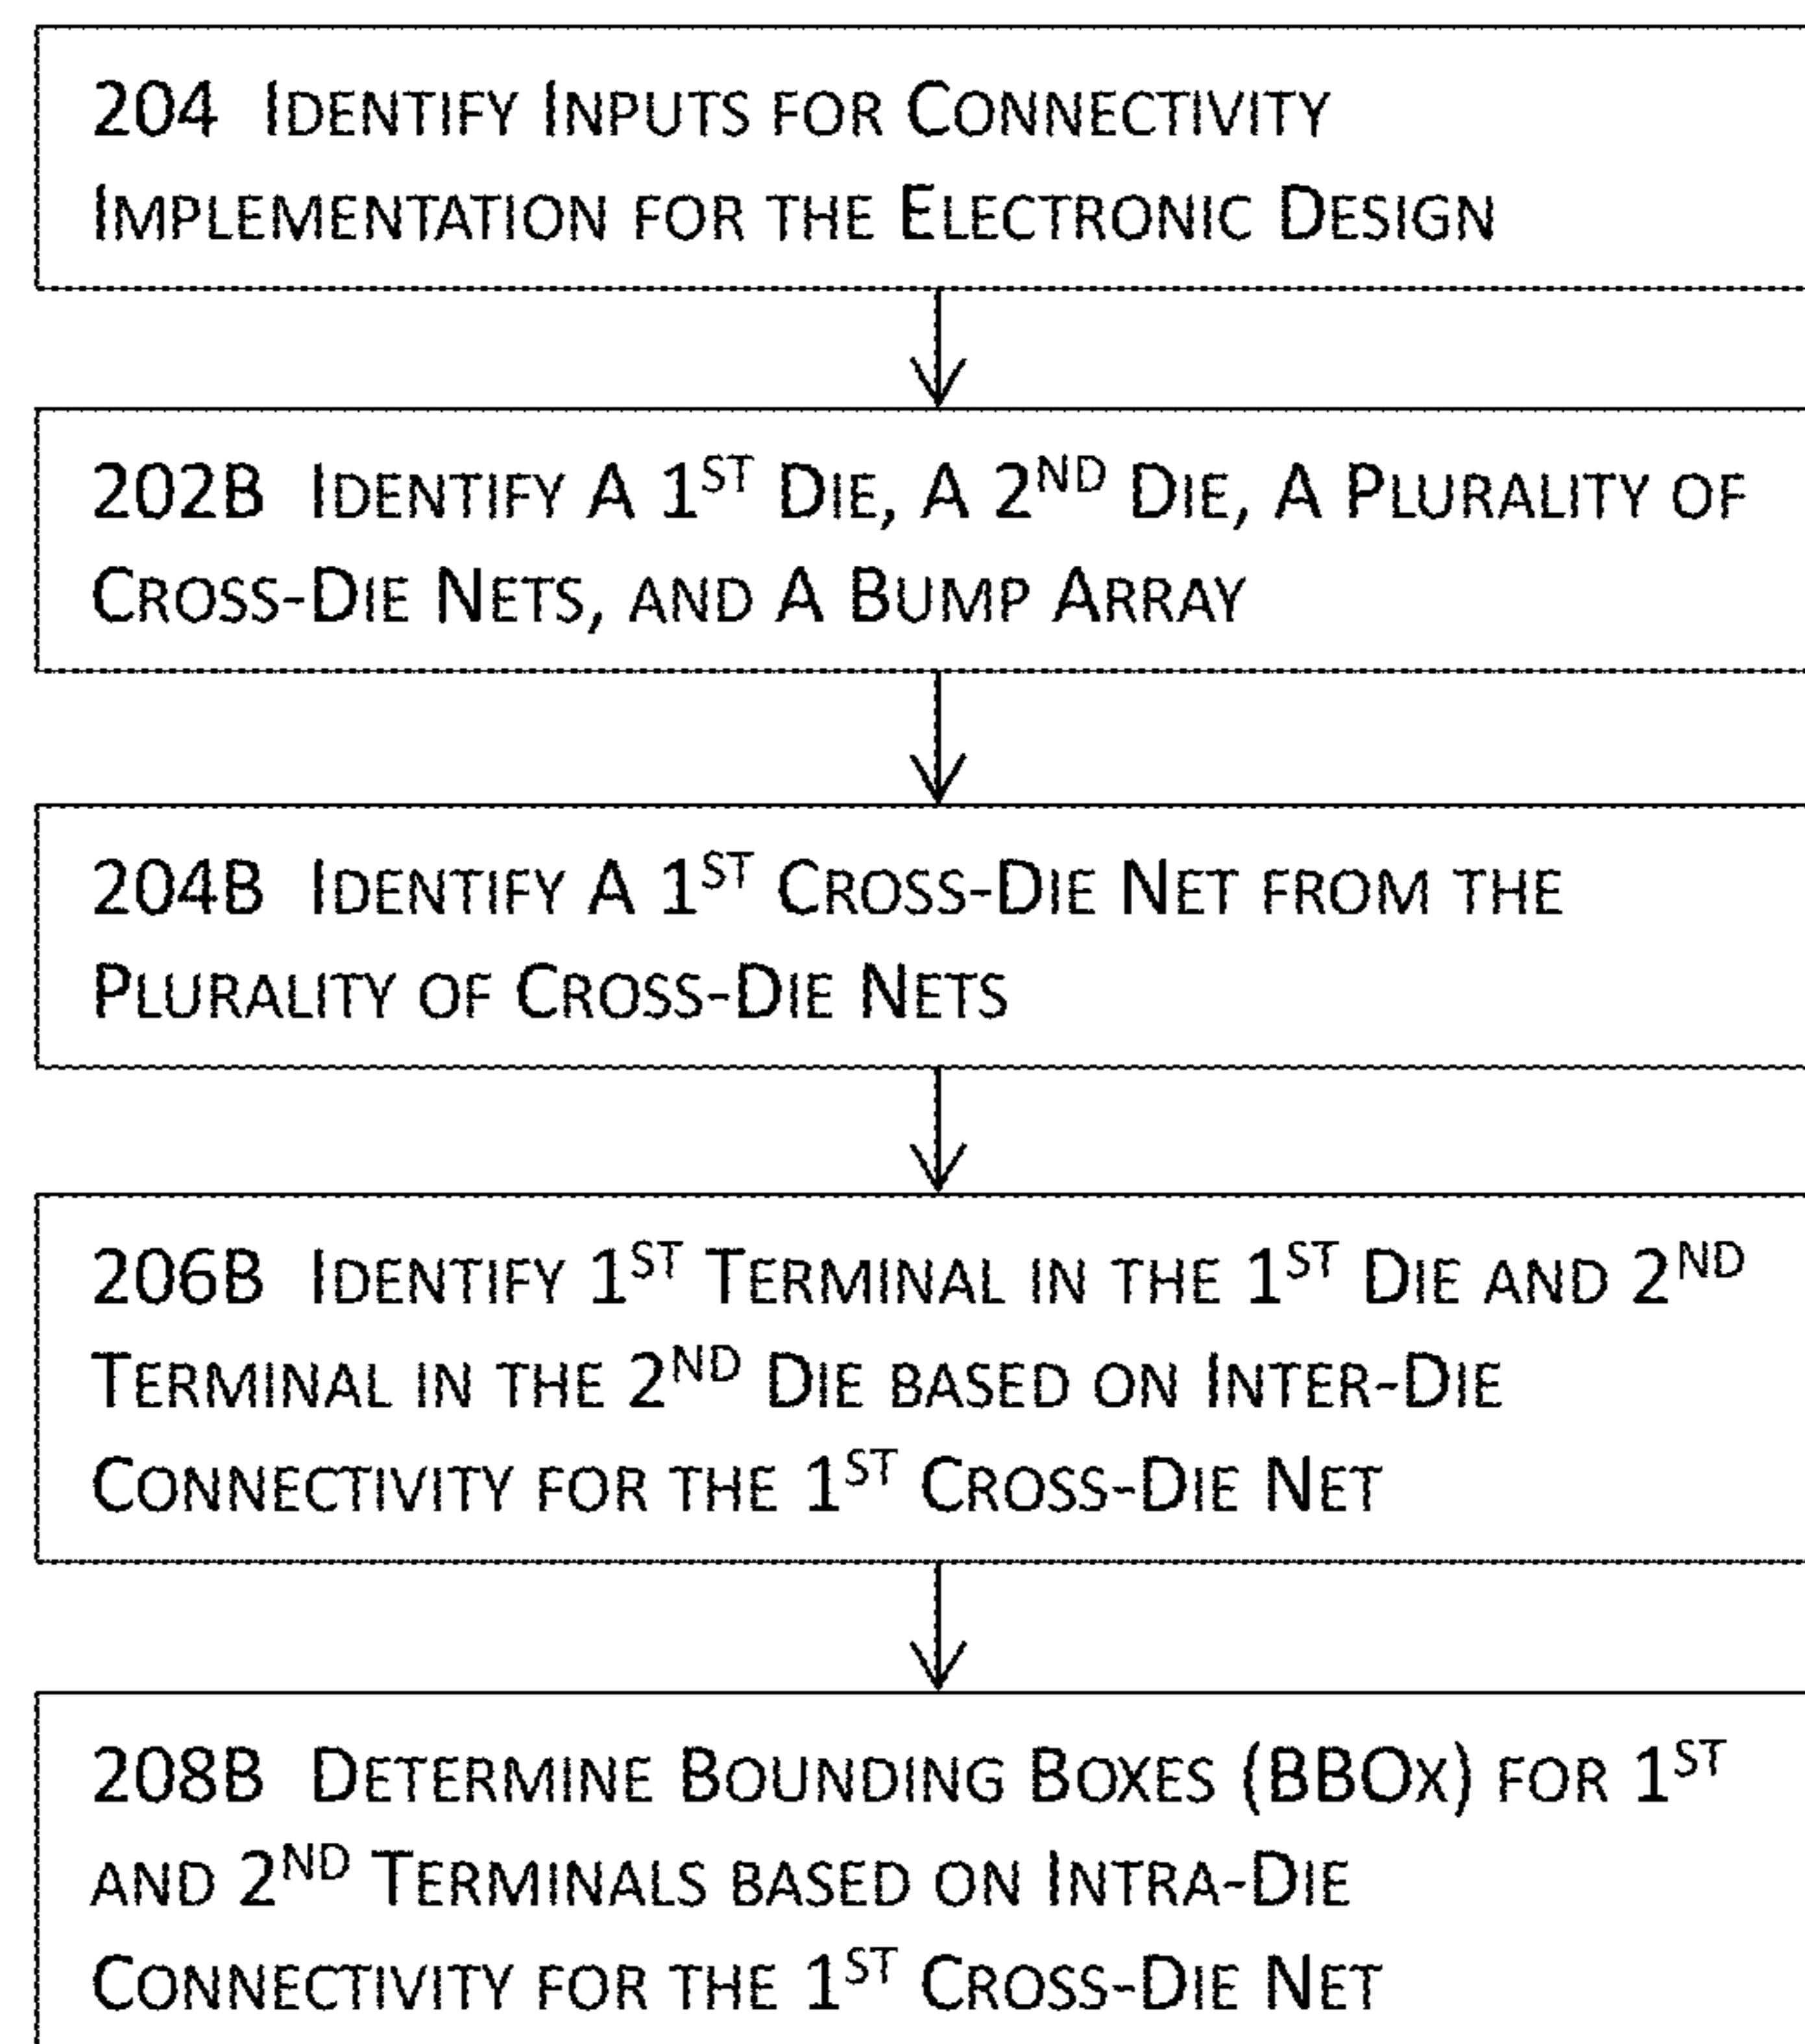 204 Identify Inputs for Connectivity
Implementation for the Electronic Design
202B Identify A 1st Die, A 2nd Die, A Plurality of
Cross-Die Nets, and A Bump Array
204B Identify A 1st Cross-Die Net from the
Plurality of Cross-Die Nets
206B Identify 1st Terminal in the 1st Die and 2nd
Terminal in the 2nd Die based on Inter-Die
Connectivity for the 1st Cross-Die Net
208B Determine Bounding Boxes (BBOx) for 1st
and 2nd Terminals based on Intra-Die
Connectivity for the 1st Cross-Die Net